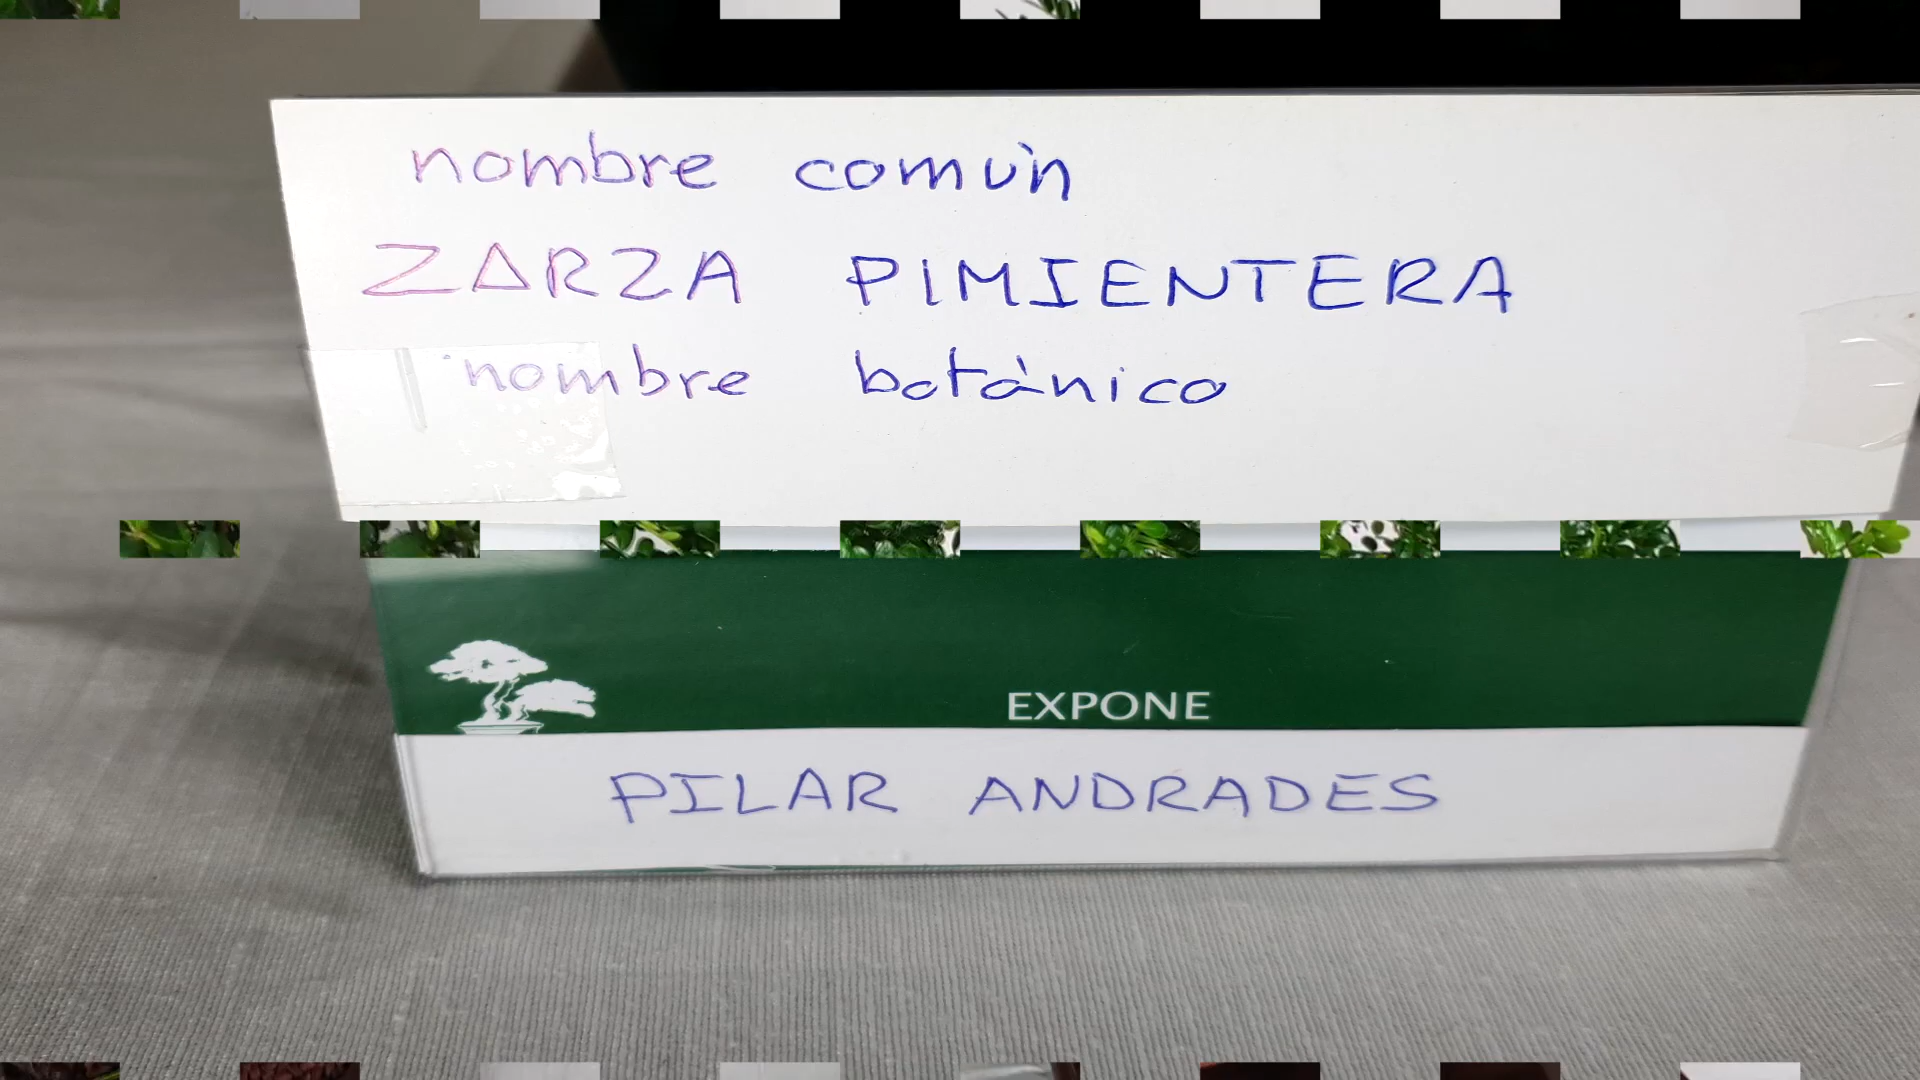 nombre común
ZARZA PIMIENTERA
nombre botánico
EXPONE
PILAR ANDRADES